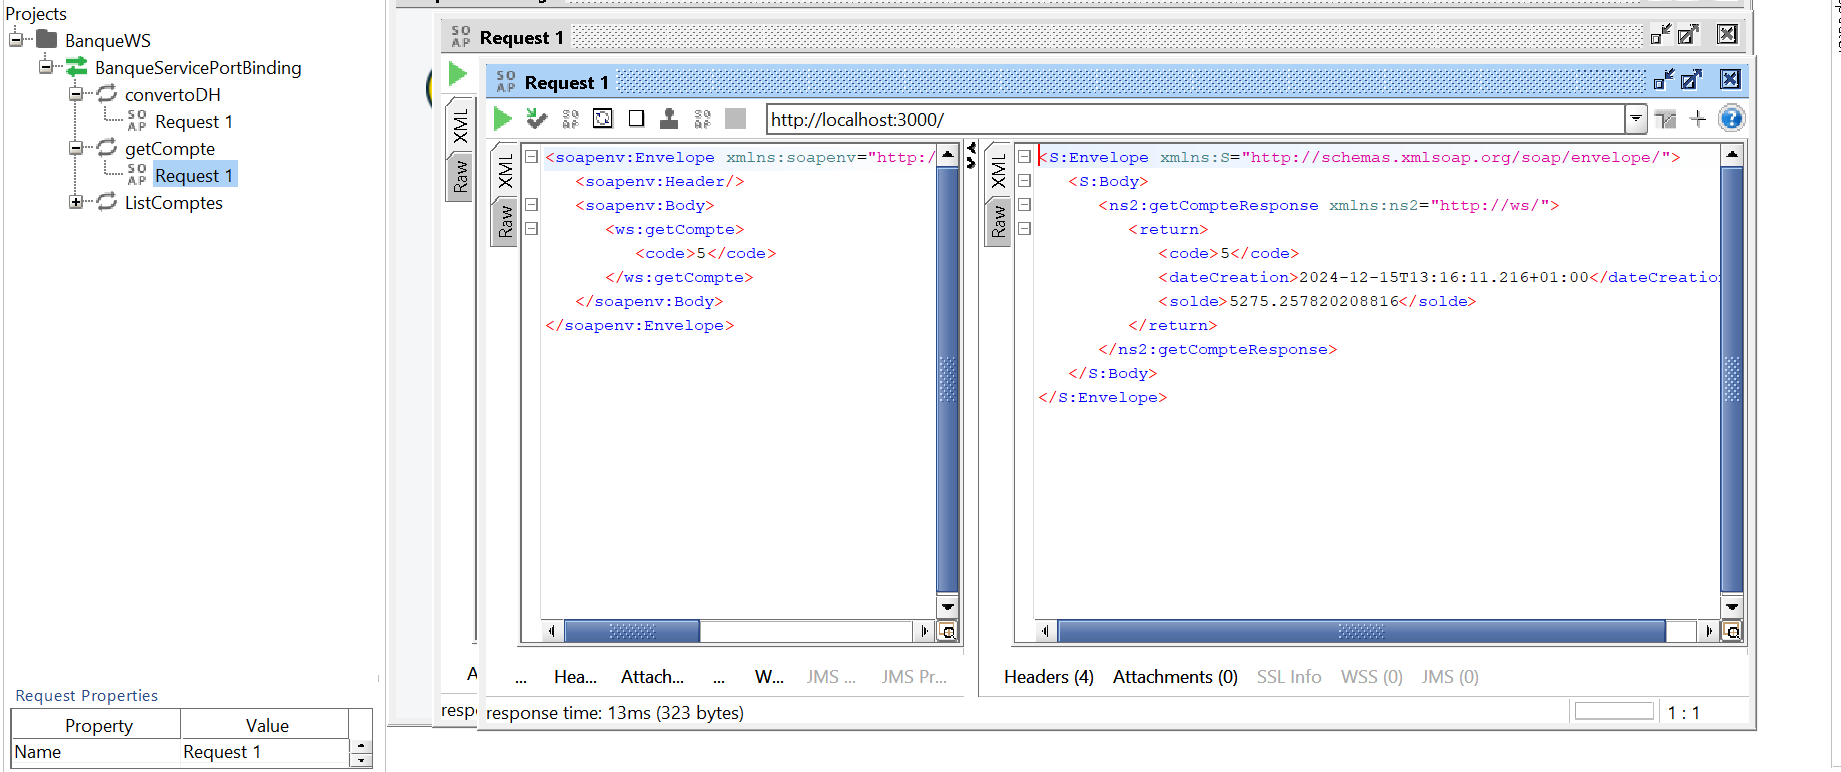 Projects
BanqueWS
BanqueServicePortBinding
convertoDH
SOAP Request 1
getCompte
SOAP Request 1
ListComptes
Request Properties
Property Value
Name Request 1
SOAP Request 1
XML
Raw
SOAP Request 1
http://localhost:3000/
XML
Raw
<soapenv:Envelope xmlns:soapenv="http:/
<soapenv:Header/>
<soapenv:Body>
<ws:getCompte>
<code>5</code>
</ws:getCompte>
</soapenv:Body>
</soapenv:Envelope>
... Hea... Attach... ... W... JMS ... JMS Pr...
XML
Raw
<S:Envelope xmlns:S="http://schemas.xmlsoap.org/soap/envelope/">
<S:Body>
<ns2:getCompteResponse xmlns:ns2="http://ws/">
<return>
<code>5</code>
<dateCreation>2024-12-15T13:16:11.216+01:00</dateCreatio
<solde>5275.257820208816</solde>
</return>
</ns2:getCompteResponse>
</S:Body>
</S:Envelope>
Headers (4) Attachments (0) SSL Info WSS (0) JMS (0)
A
resp
response time: 13ms (323 bytes)
1 : 1